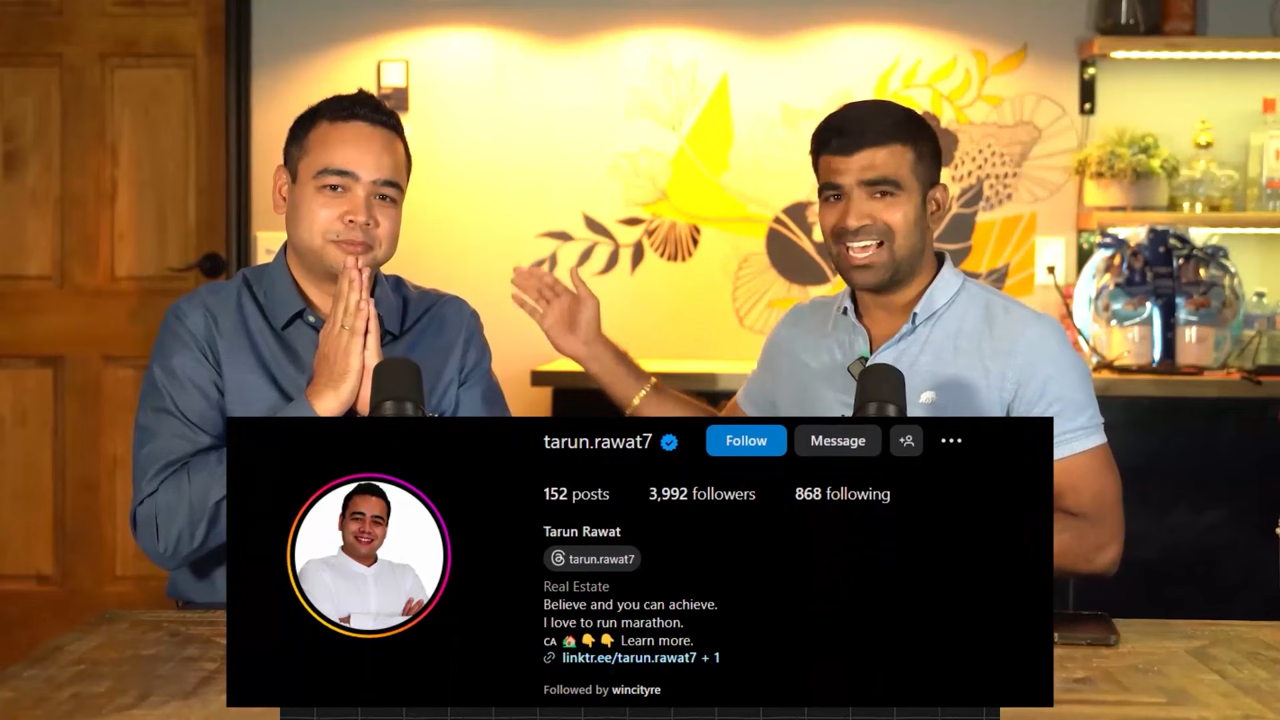 tarun.rawat7 Follow Message
152 posts 3,992 followers 868 following
Tarun Rawat
tarun.rawat7
Real Estate
Believe and you can achieve.
I love to run marathon.
CA 🏠 👇 👇 Learn more.
linktr.ee/tarun.rawat7 + 1
Followed by wincityre